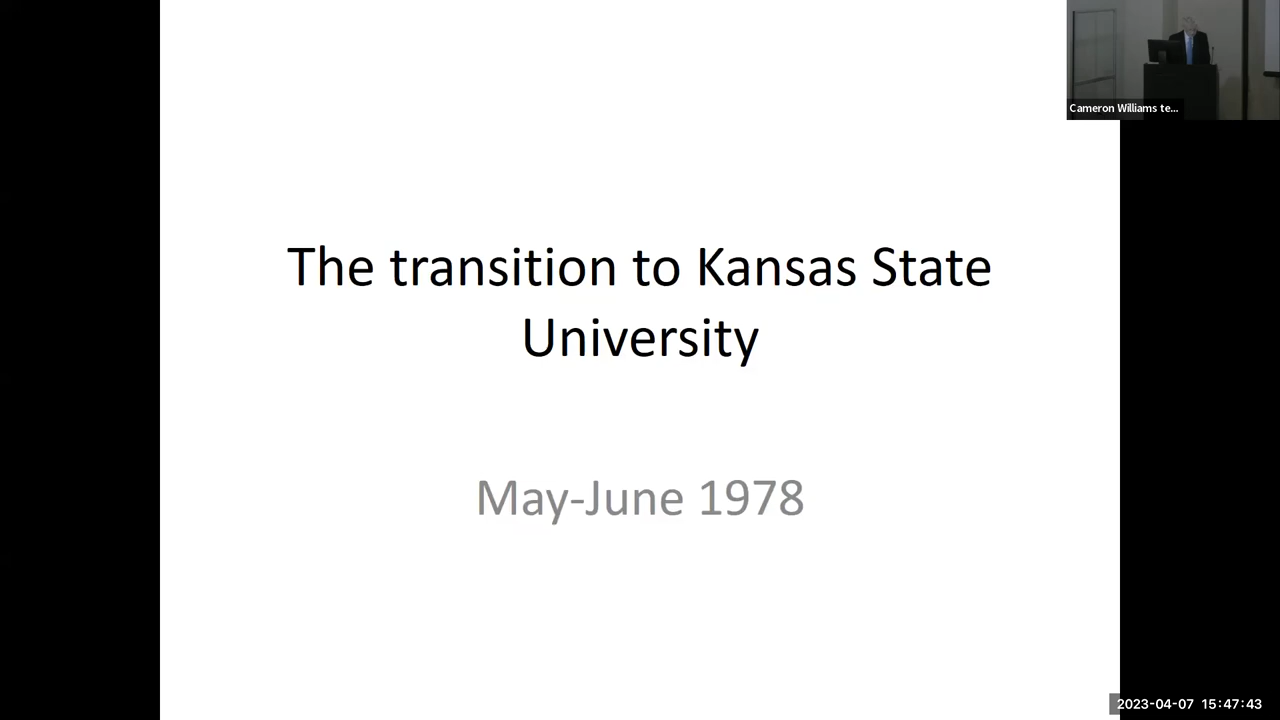 Cameron Williams te...
The transition to Kansas State
University
May-June 1978
2023-04-07 15:47:43